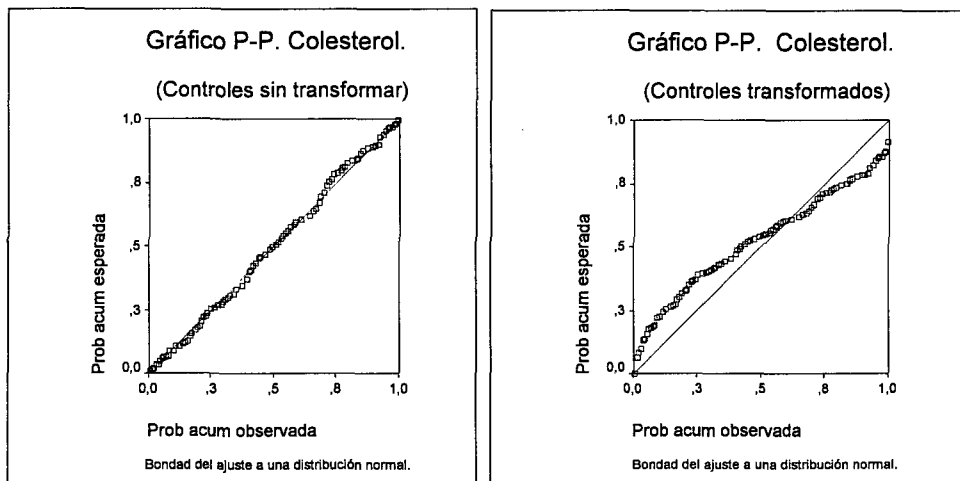 Gráfico P-P. Colesterol.
(Controles sin transformar)
1,0
,8
,5
,3
0,0
Prob acum esperada
0,0
,3
,5
,8
1,0
Prob acum observada
Bondad del ajuste a una distribución normal.
Gráfico P-P. Colesterol.
(Controles transformados)
1,0
,8
,5
,3
0,0
Prob acum esperada
0,0
,3
,5
,8
1,0
Prob acum observada
Bondad del ajuste a una distribución normal.